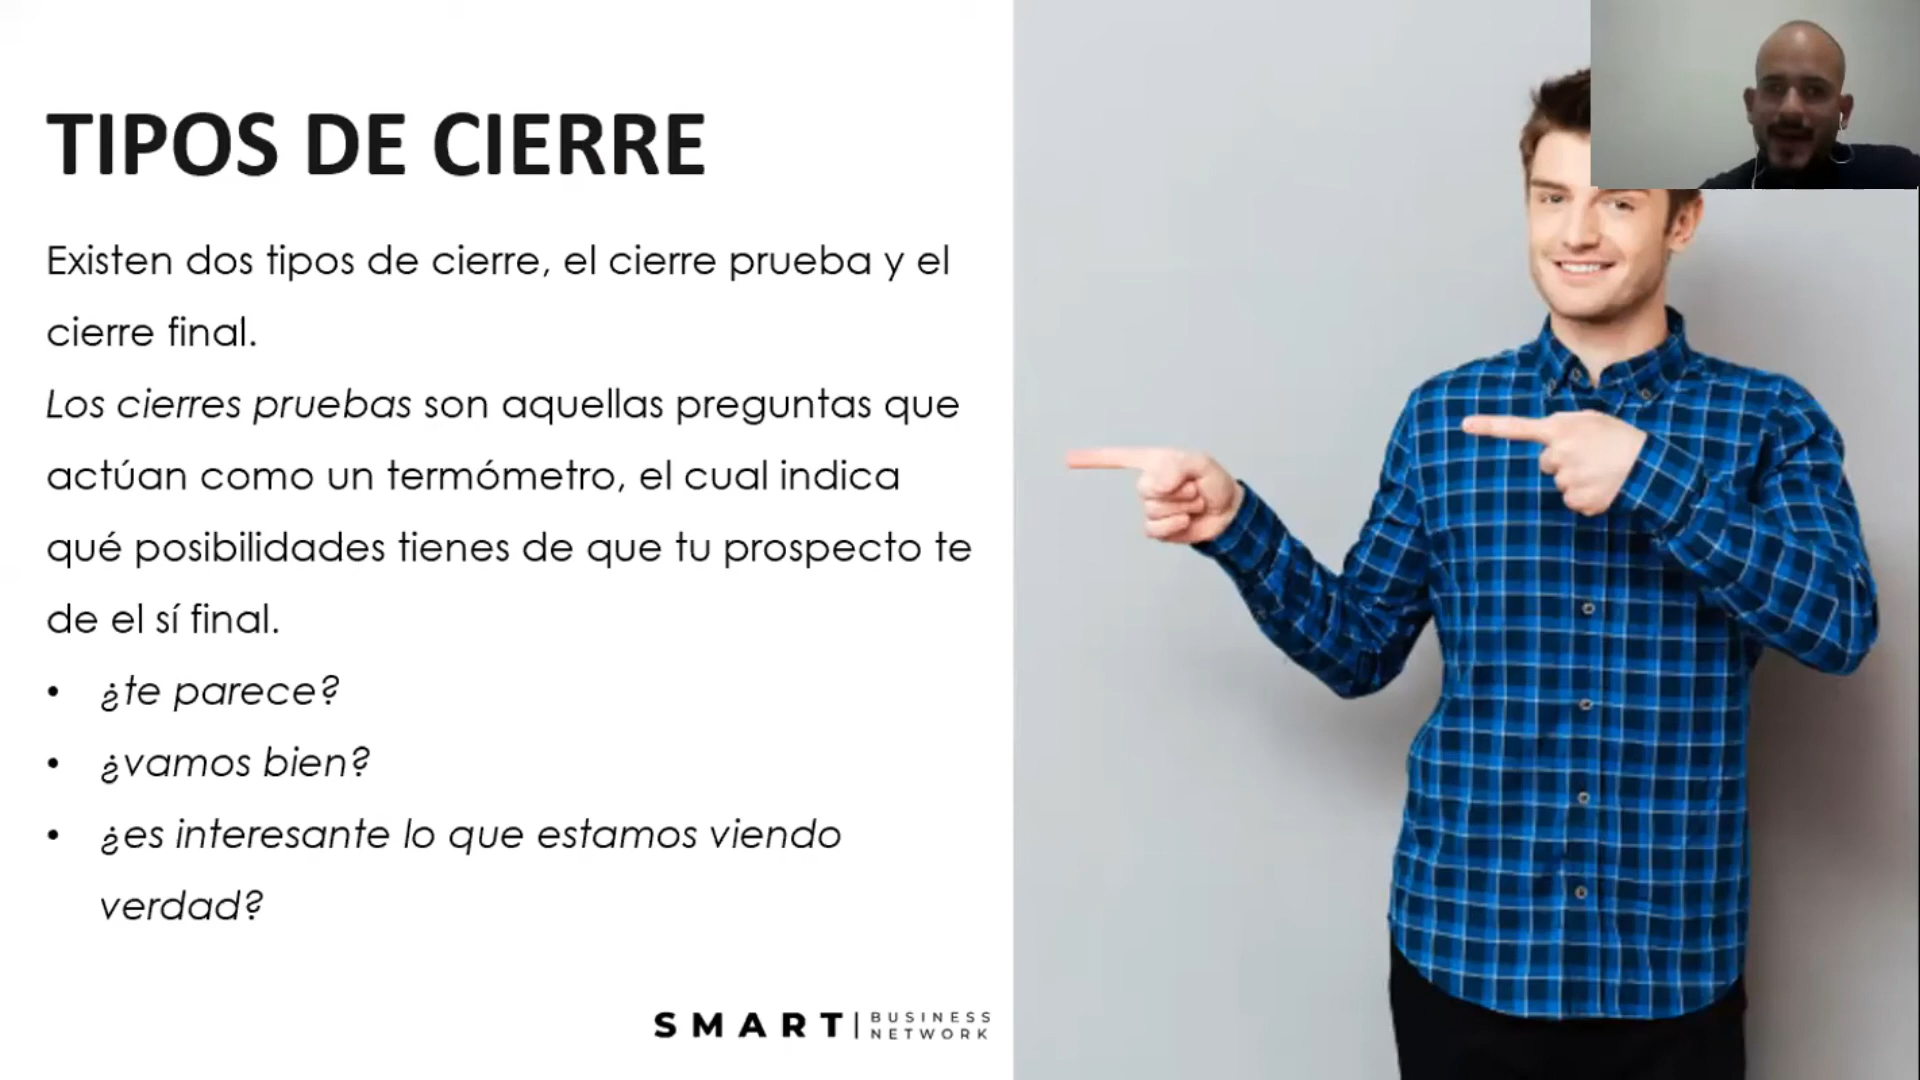 TIPOS DE CIERRE
Existen dos tipos de cierre, el cierre prueba y el
cierre final.
Los cierres pruebas son aquellas preguntas que
actúan como un termómetro, el cual indica
qué posibilidades tienes de que tu prospecto te
de el sí final.
• ¿te parece?
• ¿vamos bien?
• ¿es interesante lo que estamos viendo
verdad?
SMART | BUSINESS
NETWORK